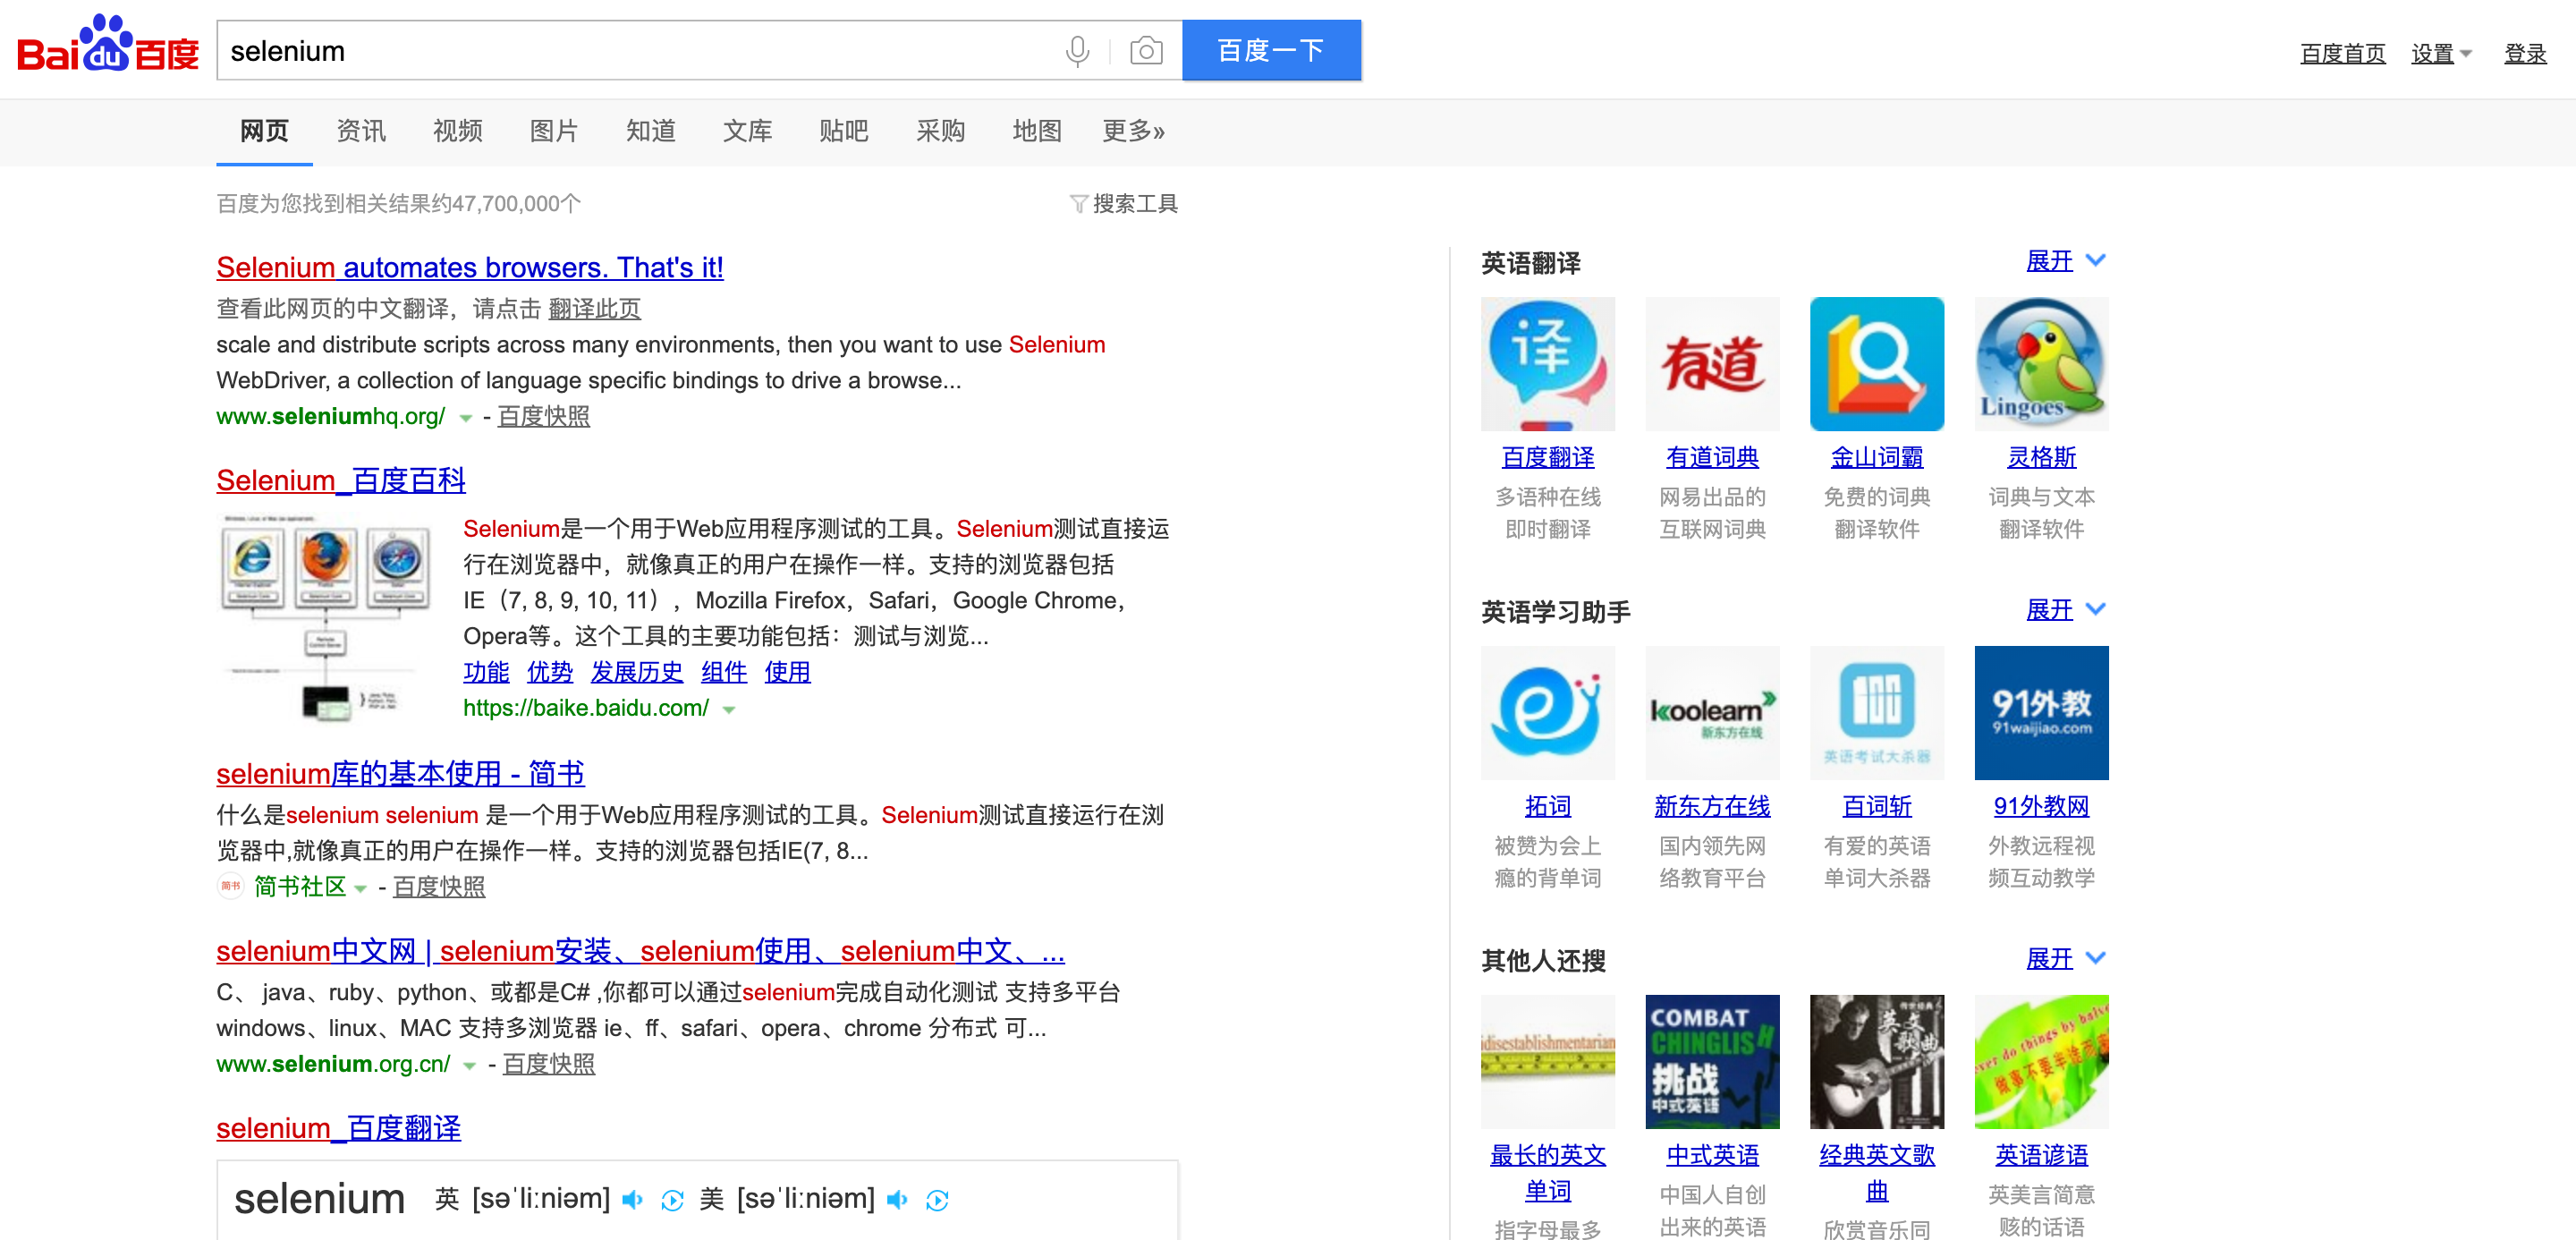 Baidu百度
selenium
百度一下
百度首页 设置 登录
网页 资讯 视频 图片 知道 文库 贴吧 采购 地图 更多»
百度为您找到相关结果约47,700,000个
搜索工具
Selenium automates browsers. That's it!
查看此网页的中文翻译，请点击 翻译此页
scale and distribute scripts across many environments, then you want to use Selenium
WebDriver, a collection of language specific bindings to drive a browse...
www.seleniumhq.org/ - 百度快照
Selenium_百度百科
Selenium是一个用于Web应用程序测试的工具。Selenium测试直接运
行在浏览器中，就像真正的用户在操作一样。支持的浏览器包括
IE（7, 8, 9, 10, 11），Mozilla Firefox，Safari，Google Chrome，
Opera等。这个工具的主要功能包括：测试与浏览...
功能 优势 发展历史 组件 使用
https://baike.baidu.com/
selenium库的基本使用 - 简书
什么是selenium selenium 是一个用于Web应用程序测试的工具。Selenium测试直接运行在浏
览器中,就像真正的用户在操作一样。支持的浏览器包括IE(7, 8...
简书 简书社区 - 百度快照
selenium中文网 | selenium安装、selenium使用、selenium中文、...
C、 java、ruby、python、或都是C# ,你都可以通过selenium完成自动化测试 支持多平台
windows、linux、MAC 支持多浏览器 ie、ff、safari、opera、chrome 分布式 可...
www.selenium.org.cn/ - 百度快照
selenium_百度翻译
selenium 英 [səˈliːniəm] 美 [səˈliːniəm]
英语翻译 展开
译 有道 Lingoes
百度翻译 有道词典 金山词霸 灵格斯
多语种在线 网易出品的 免费的词典 词典与文本
即时翻译 互联网词典 翻译软件 翻译软件
英语学习助手 展开
koolearn 新东方在线
英语考试大杀器
91外教
91waijiao.com
拓词 新东方在线 百词斩 91外教网
被赞为会上 国内领先网 有爱的英语 外教远程视
瘾的背单词 络教育平台 单词大杀器 频互动教学
其他人还搜 展开
disestablishmentarian
COMBAT
CHINGLISH
挑战
中式英语
英文
歌曲
ever do things by halve
做事不要半途而
最长的英文 中式英语 经典英文歌 英语谚语
单词 中国人自创 曲 英美言简意
指字母最多 出来的英语 欣赏音乐同 赅的话语